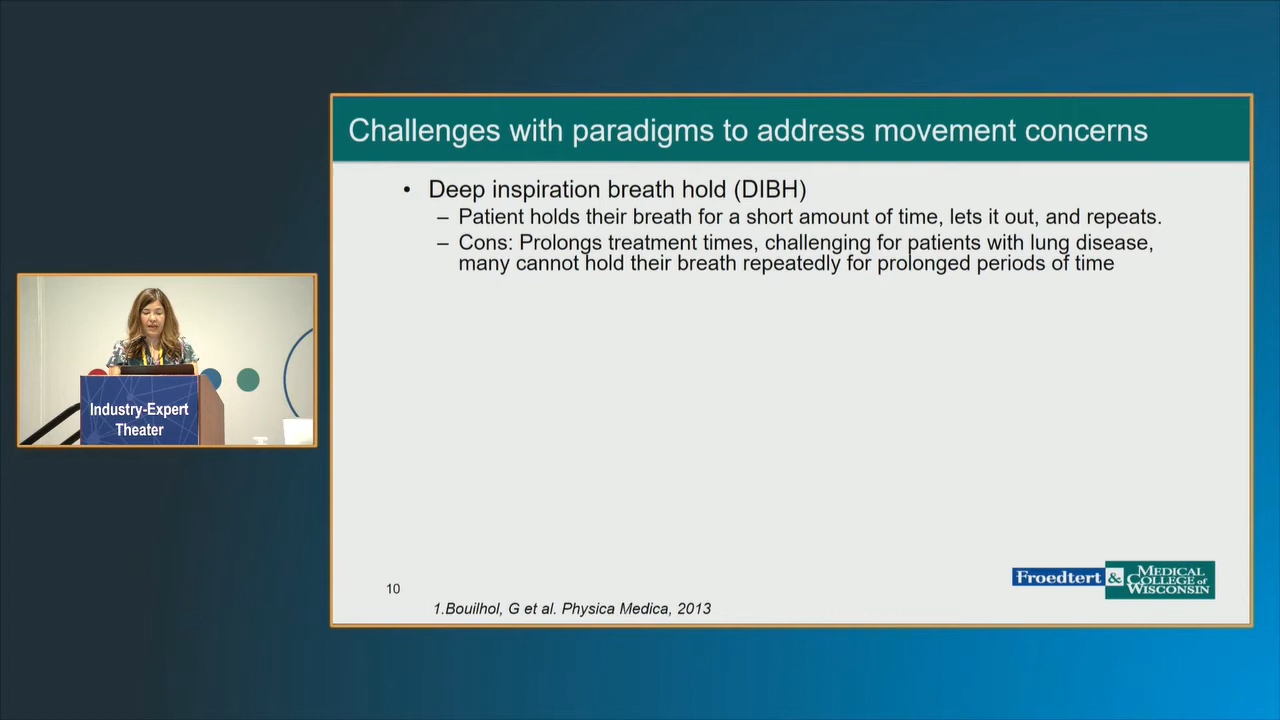 Challenges with paradigms to address movement concerns
• Deep inspiration breath hold (DIBH)
– Patient holds their breath for a short amount of time, lets it out, and repeats.
– Cons: Prolongs treatment times, challenging for patients with lung disease,
many cannot hold their breath repeatedly for prolonged periods of time
Industry-Expert
Theater
10
1.Bouilhol, G et al. Physica Medica, 2013
Froedtert & MEDICAL
COLLEGE of
WISCONSIN